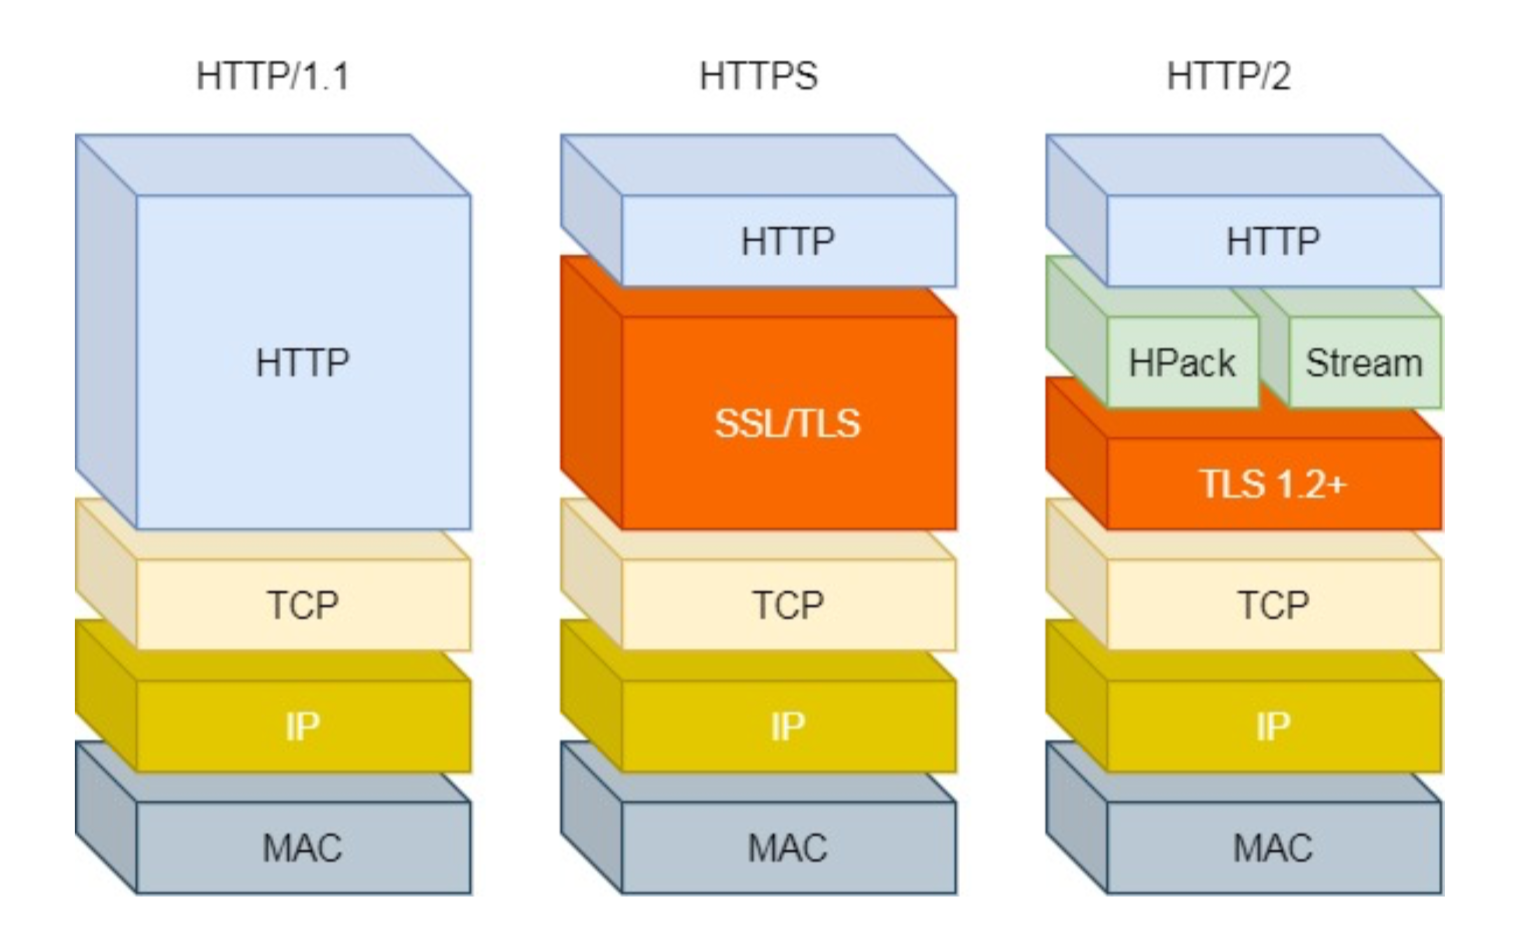 HTTP/1.1
HTTP
TCP
IP
MAC
HTTPS
HTTP
SSL/TLS
TCP
IP
MAC
HTTP/2
HTTP
HPack
Stream
TLS 1.2+
TCP
IP
MAC